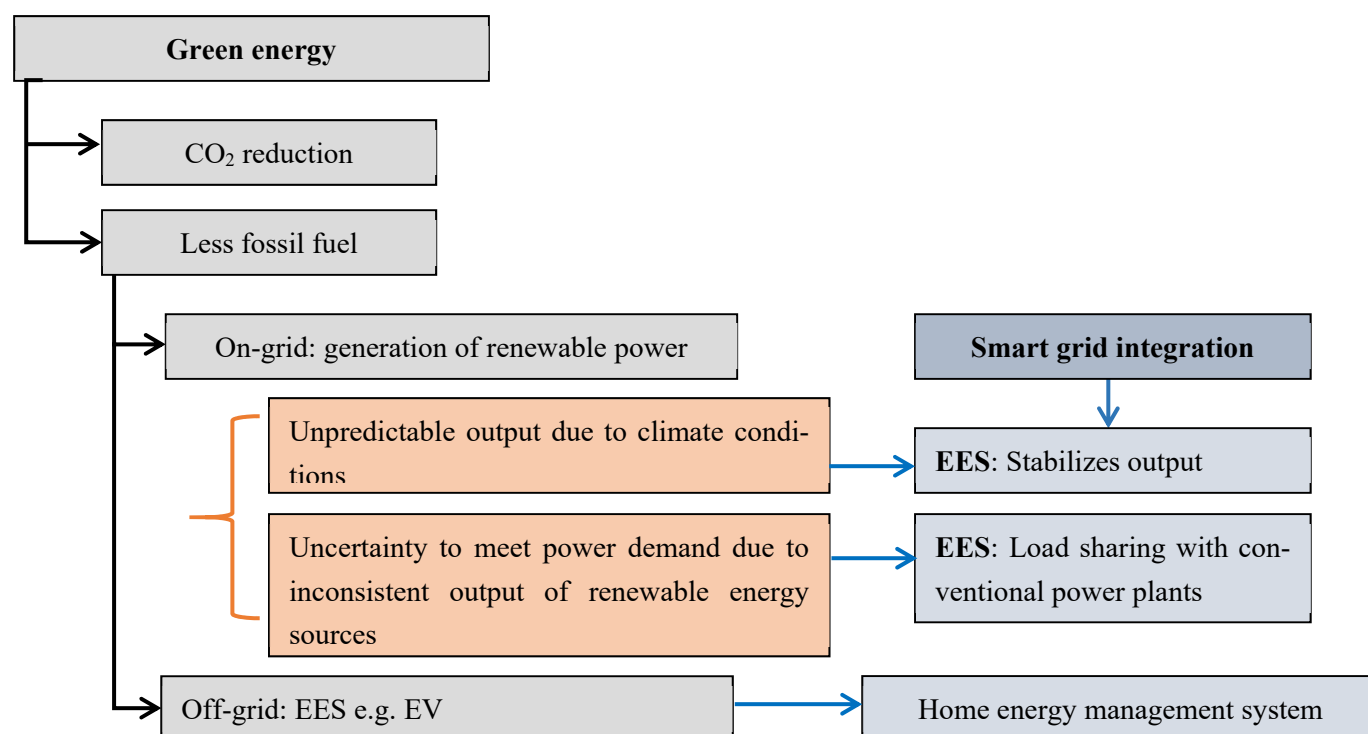 Green energy
CO₂ reduction
Less fossil fuel
On-grid: generation of renewable power
Smart grid integration
Unpredictable output due to climate condi-
tions
EES: Stabilizes output
Uncertainty to meet power demand due to
inconsistent output of renewable energy
sources
EES: Load sharing with con-
ventional power plants
Off-grid: EES e.g. EV
Home energy management system